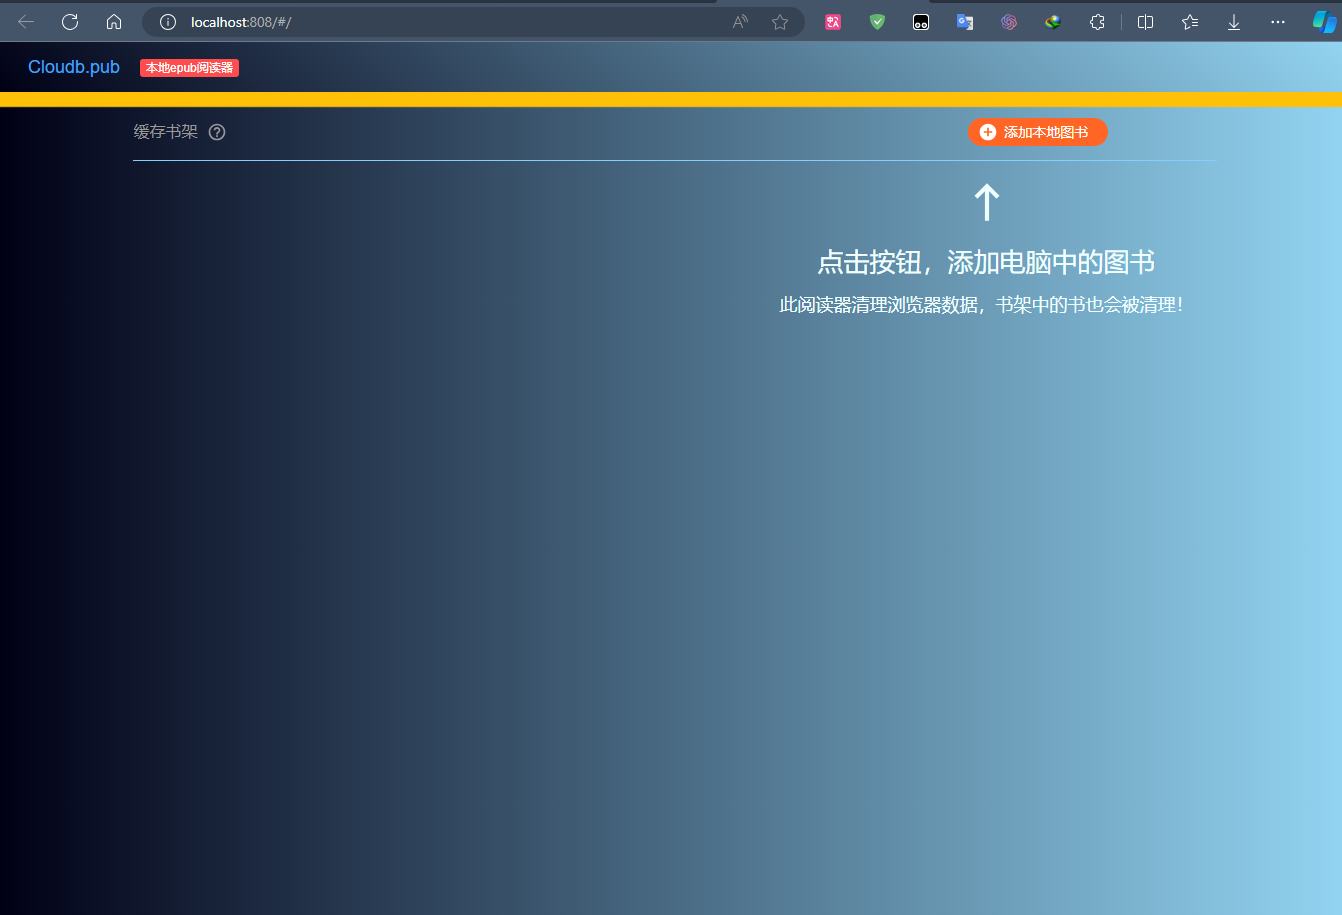 localhost:808/#/
Cloudb.pub 本地epub阅读器
缓存书架 添加本地图书
点击按钮，添加电脑中的图书
此阅读器清理浏览器数据，书架中的书也会被清理！